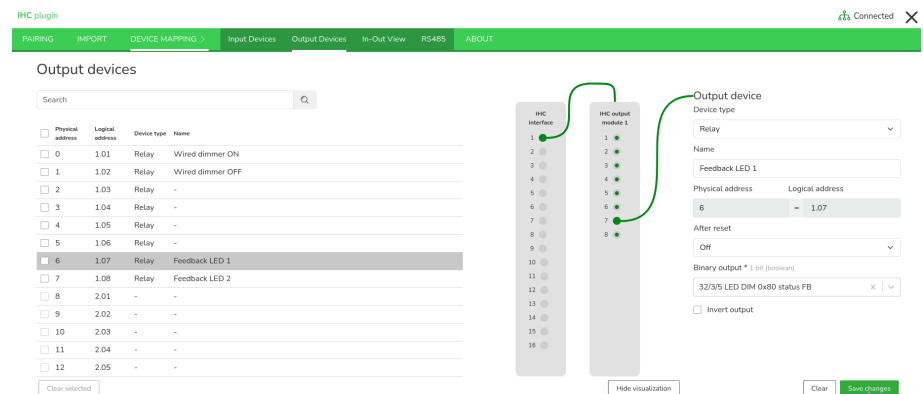 IHC plugin
Connected
PAIRING IMPORT DEVICE MAPPING > Input Devices Output Devices In-Out View RS485 ABOUT
Output devices
Search
Physical address Logical address Device type Name
0 1.01 Relay Wired dimmer ON
1 1.02 Relay Wired dimmer OFF
2 1.03 Relay -
3 1.04 Relay -
4 1.05 Relay -
5 1.06 Relay -
6 1.07 Relay Feedback LED 1
7 1.08 Relay Feedback LED 2
8 2.01 - -
9 2.02 - -
10 2.03 - -
11 2.04 - -
12 2.05 - -
Clear selected
IHC
interface
1
2
3
4
5
6
7
8
9
10
11
12
13
14
15
16
IHC output
module 1
1
2
3
4
5
6
7
8
Hide visualization
Output device
Device type
Relay
Name
Feedback LED 1
Physical address Logical address
6 = 1.07
After reset
Off
Binary output * 1 bit (boolean)
32/3/5 LED DIM 0x80 status FB
Invert output
Clear Save changes